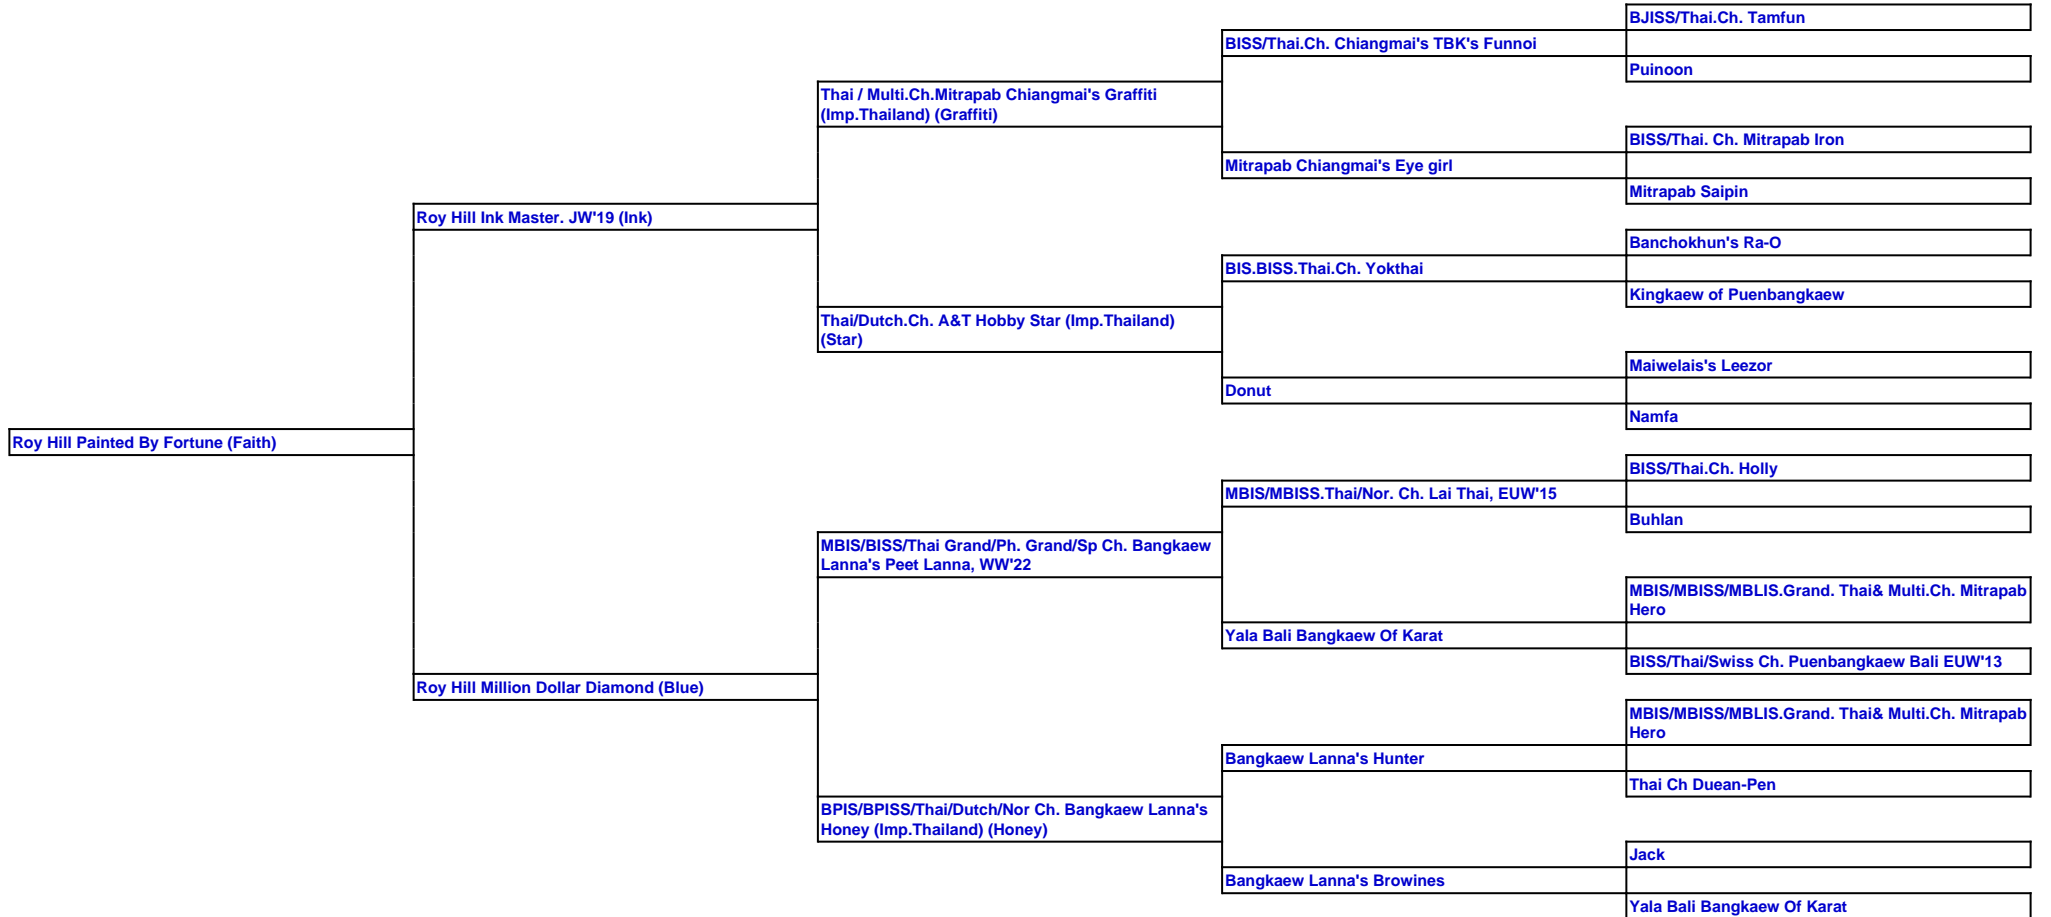 BJISS/Thai.Ch. Tamfun
BISS/Thai.Ch. Chiangmai's TBK's Funnoi
Puinoon
Thai / Multi.Ch.Mitrapab Chiangmai's Graffiti
(Imp.Thailand) (Graffiti)
BISS/Thai. Ch. Mitrapab Iron
Mitrapab Chiangmai's Eye girl
Mitrapab Saipin
Roy Hill Ink Master. JW'19 (Ink)
Banchokhun's Ra-O
BIS.BISS.Thai.Ch. Yokthai
Kingkaew of Puenbangkaew
Thai/Dutch.Ch. A&T Hobby Star (Imp.Thailand)
(Star)
Maiwelais's Leezor
Donut
Namfa
Roy Hill Painted By Fortune (Faith)
BISS/Thai.Ch. Holly
MBIS/MBISS.Thai/Nor. Ch. Lai Thai, EUW'15
Buhlan
MBIS/BISS/Thai Grand/Ph. Grand/Sp Ch. Bangkaew
Lanna's Peet Lanna, WW'22
MBIS/MBISS/MBLIS.Grand. Thai& Multi.Ch. Mitrapab
Hero
Yala Bali Bangkaew Of Karat
BISS/Thai/Swiss Ch. Puenbangkaew Bali EUW'13
Roy Hill Million Dollar Diamond (Blue)
MBIS/MBISS/MBLIS.Grand. Thai& Multi.Ch. Mitrapab
Hero
Bangkaew Lanna's Hunter
Thai Ch Duean-Pen
BPIS/BPISS/Thai/Dutch/Nor Ch. Bangkaew Lanna's
Honey (Imp.Thailand) (Honey)
Jack
Bangkaew Lanna's Browines
Yala Bali Bangkaew Of Karat